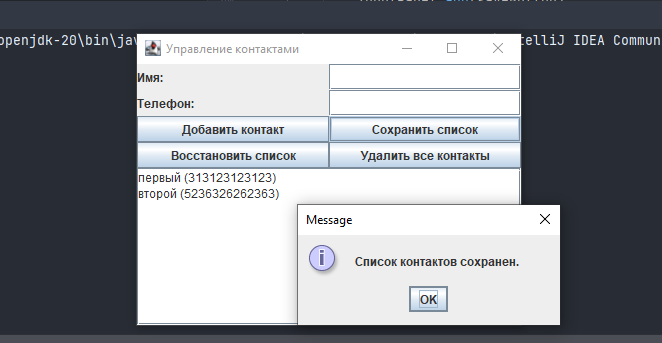 openjdk-20\bin\jav
telliJ IDEA Commun
Управление контактами
Имя:
Телефон:
Добавить контакт
Сохранить список
Восстановить список
Удалить все контакты
первый (313123123123)
второй (5236326262363)
Message
i
Список контактов сохранен.
OK